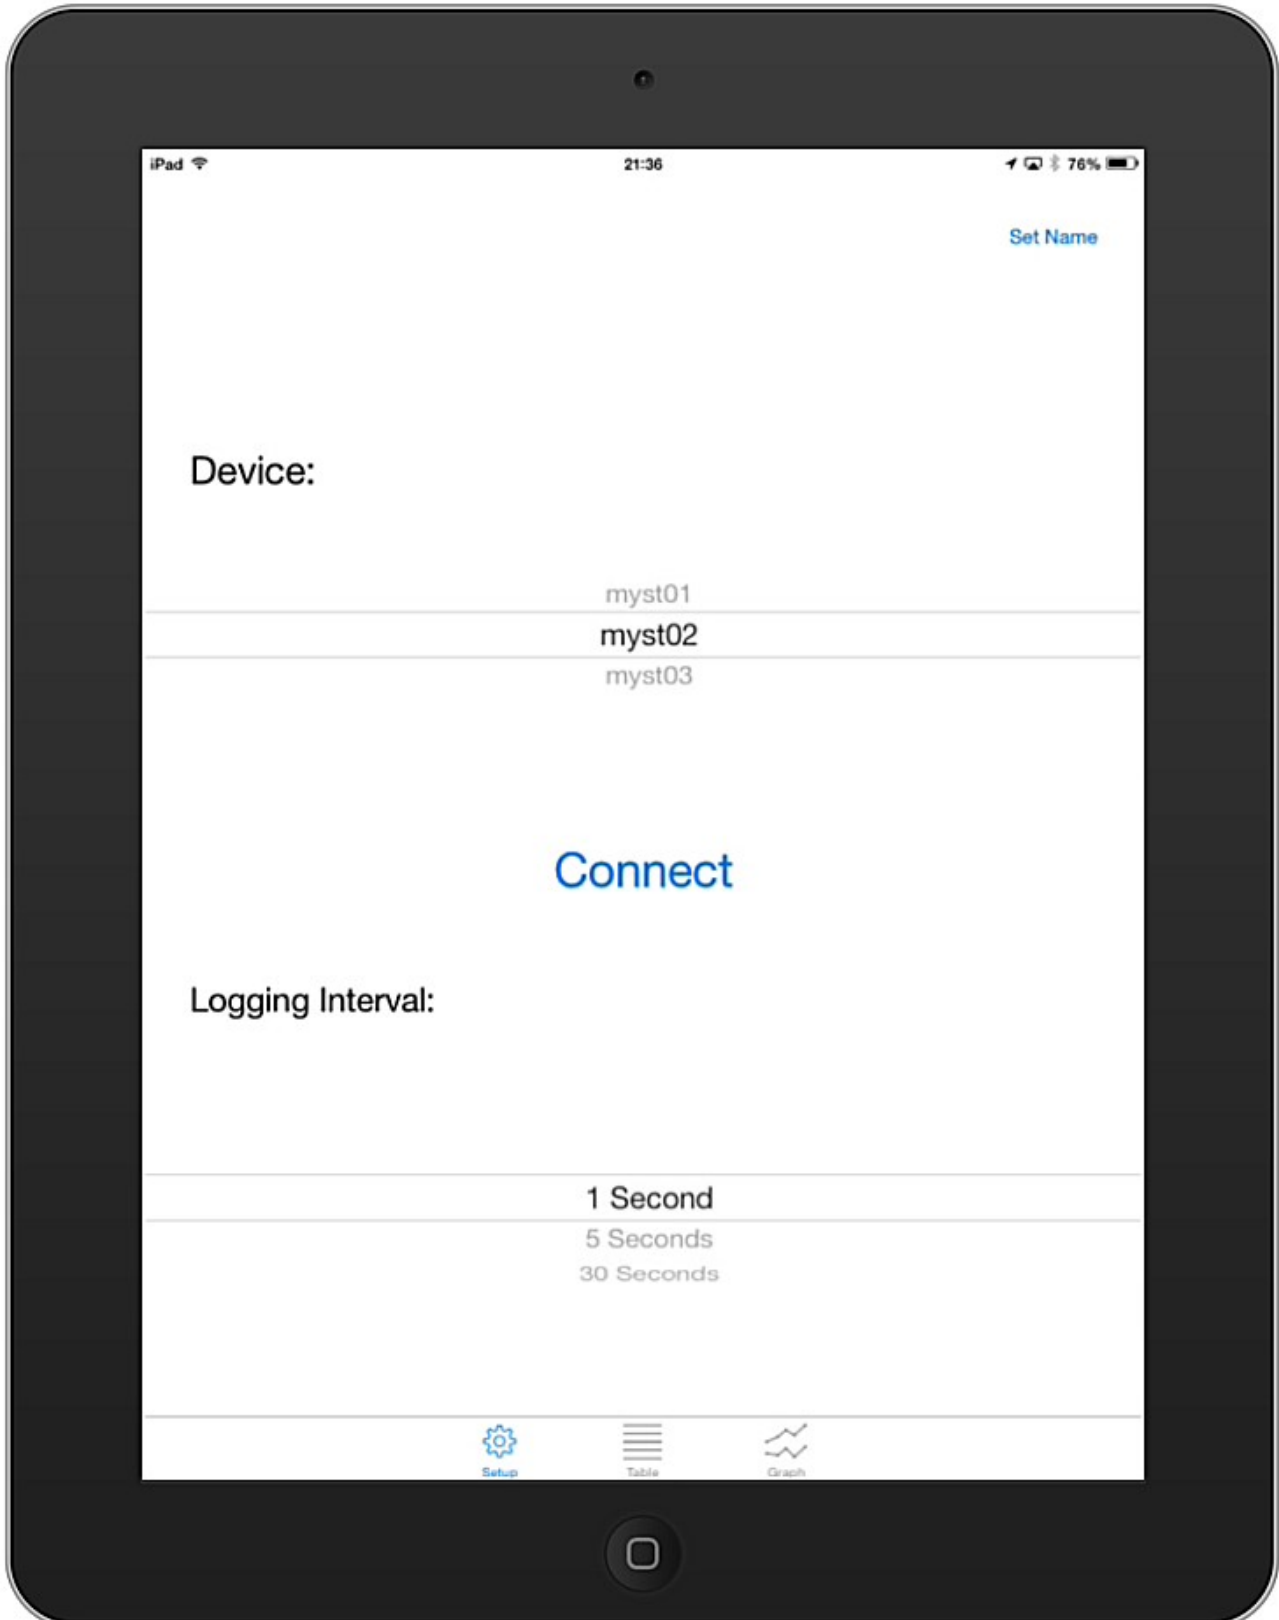 iPad 21:36 76%
Set Name
Device:
myst01
myst02
myst03
Connect
Logging Interval:
1 Second
5 Seconds
30 Seconds
Setup Table Graph